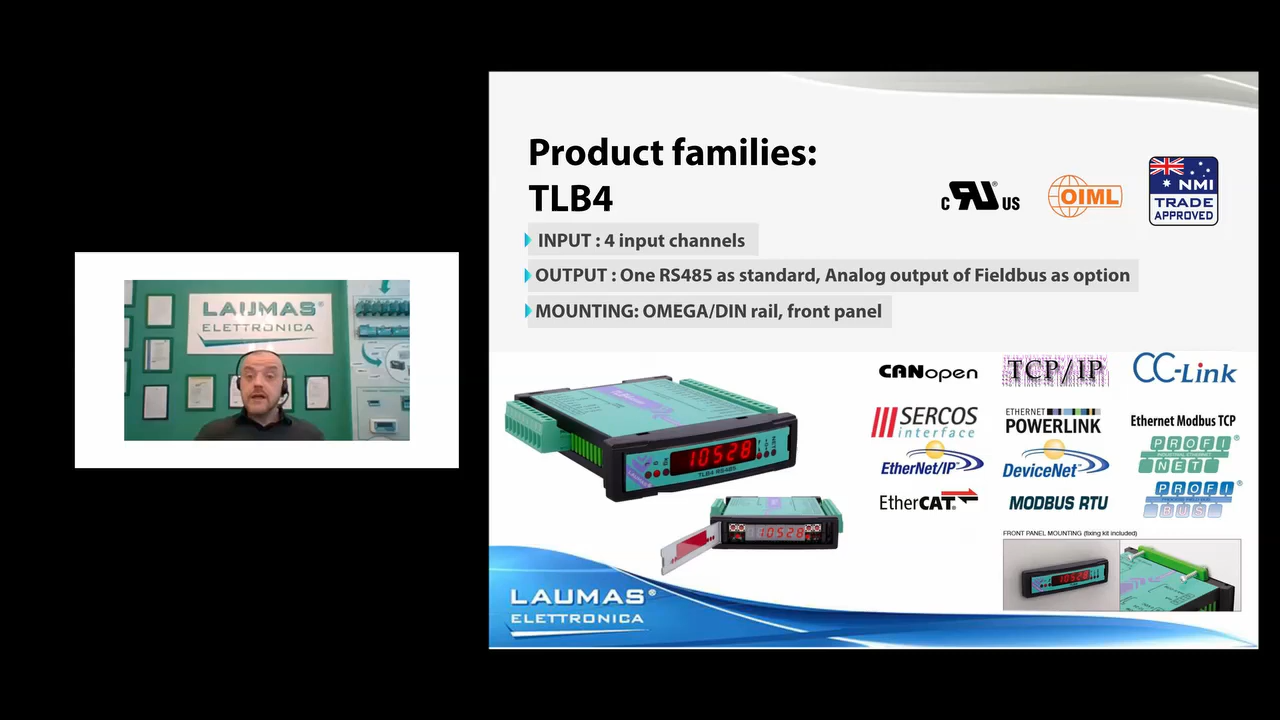 LAUMAS®
ELETTRONICA
Product families:
TLB4
c RU® US
OIML
NMI
TRADE
APPROVED
INPUT : 4 input channels
OUTPUT : One RS485 as standard, Analog output of Fieldbus as option
MOUNTING: OMEGA/DIN rail, front panel
CANopen
TCP/IP
CC-Link
SERCOS
interface
ETHERNET
POWERLINK
Ethernet Modbus TCP
EtherNet/IP
DeviceNet
PROFI®
INDUSTRIAL ETHERNET
NET
EtherCAT®
MODBUS RTU
PROFI®
BUS
10528
TLB4 RS485
10528
FRONT PANEL MOUNTING (fixing kit included)
10528
LAUMAS®
ELETTRONICA